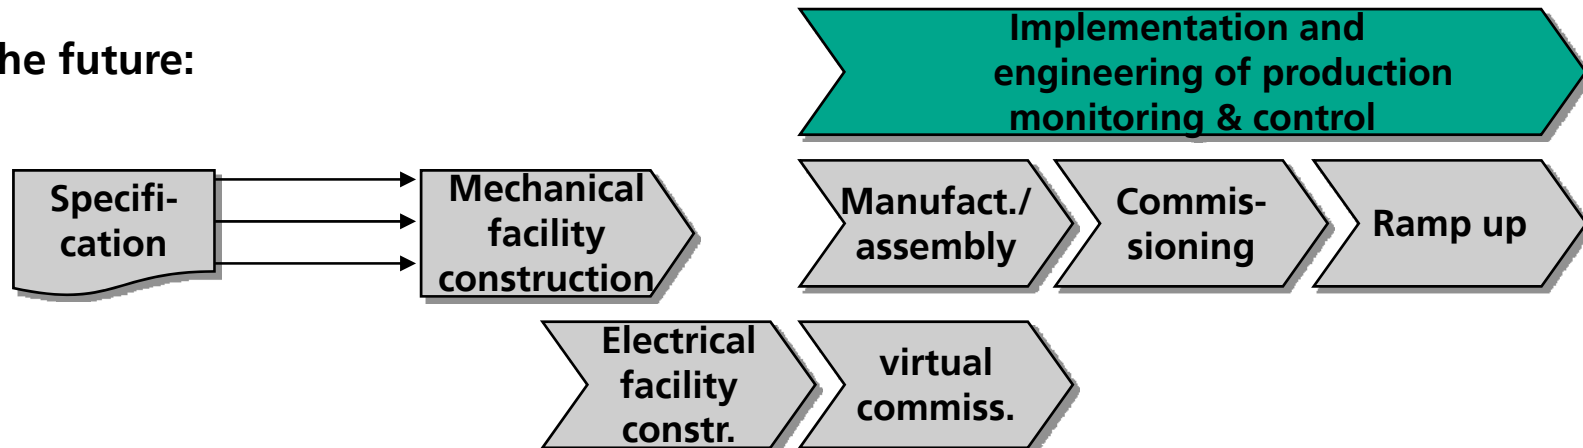 he future:
Implementation and
engineering of production
monitoring & control
Specifi-
cation
Mechanical
facility
construction
Manufact./
assembly
Commis-
sioning
Ramp up
Electrical
facility
constr.
virtual
commiss.